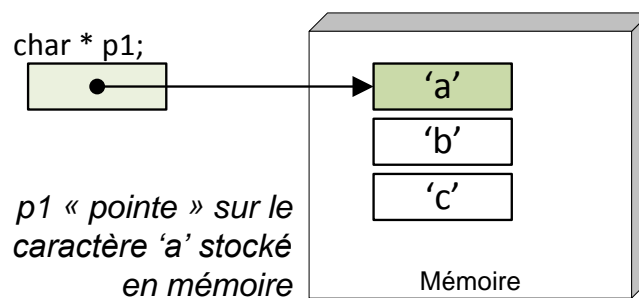 char * p1;
‘a’
‘b’
‘c’
p1 « pointe » sur le
caractère ‘a’ stocké
en mémoire
Mémoire